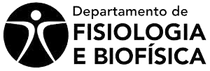 Departamento de
FISIOLOGIA
E BIOFÍSICA